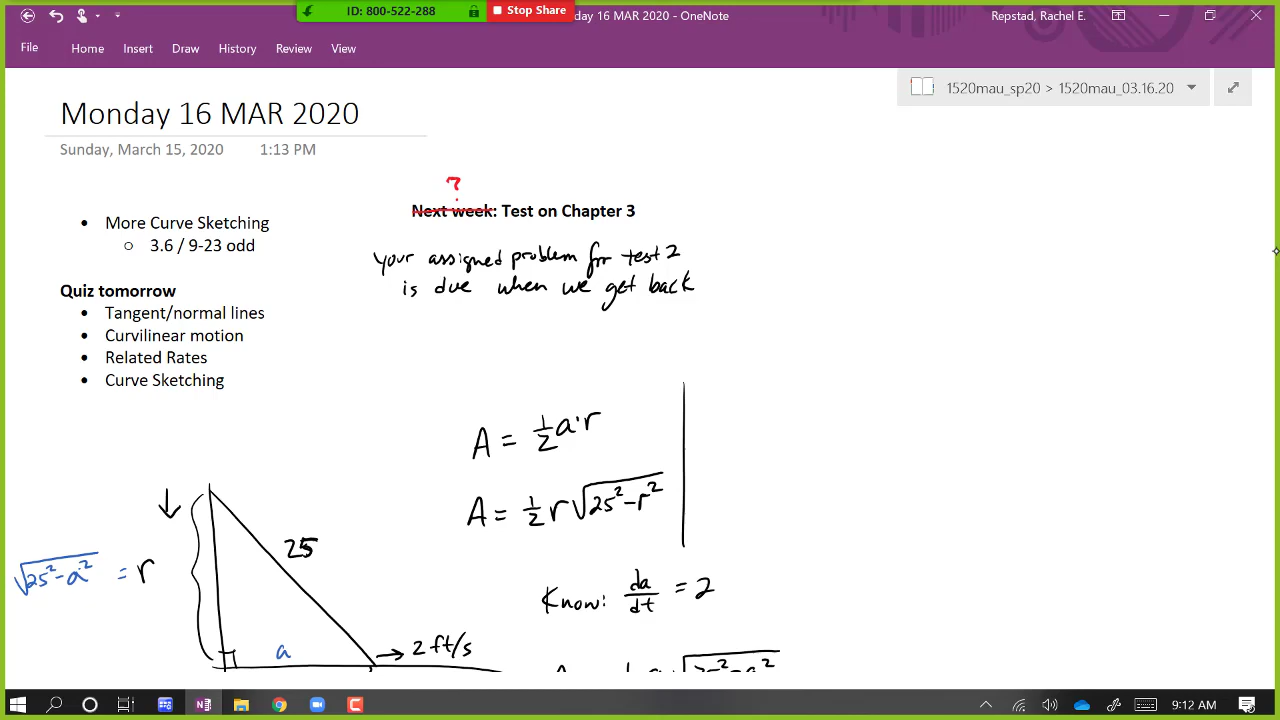 ID: 800-522-288
Stop Share
day 16 MAR 2020 - OneNote
Repstad, Rachel E.
File
Home
Insert
Draw
History
Review
View
1520mau_sp20 > 1520mau_03.16.20
Monday 16 MAR 2020
Sunday, March 15, 2020 1:13 PM
?
Next week: Test on Chapter 3
• More Curve Sketching
○ 3.6 / 9-23 odd
your assigned problem for test 2
is due when we get back
Quiz tomorrow
• Tangent/normal lines
• Curvilinear motion
• Related Rates
• Curve Sketching
A = ½ a·r
A = ½ r √(25² - r²)
↓
25
√(25² - a²) = r
Know: da/dt = 2
a
→ 2 ft/s
9:12 AM